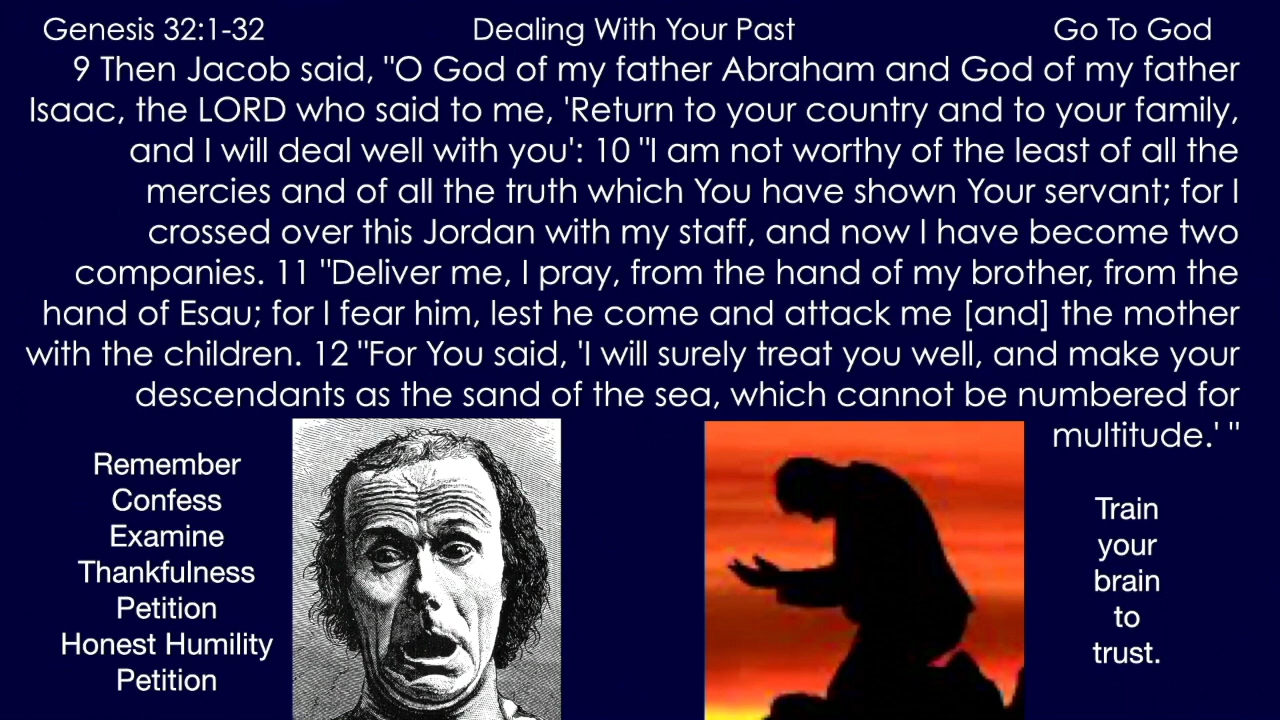 Genesis 32:1-32 Dealing With Your Past Go To God
9 Then Jacob said, "O God of my father Abraham and God of my father
Isaac, the LORD who said to me, 'Return to your country and to your family,
and I will deal well with you': 10 "I am not worthy of the least of all the
mercies and of all the truth which You have shown Your servant; for I
crossed over this Jordan with my staff, and now I have become two
companies. 11 "Deliver me, I pray, from the hand of my brother, from the
hand of Esau; for I fear him, lest he come and attack me [and] the mother
with the children. 12 "For You said, 'I will surely treat you well, and make your
descendants as the sand of the sea, which cannot be numbered for
multitude.' "
Remember
Confess
Examine
Thankfulness
Petition
Honest Humility
Petition
Train
your
brain
to
trust.